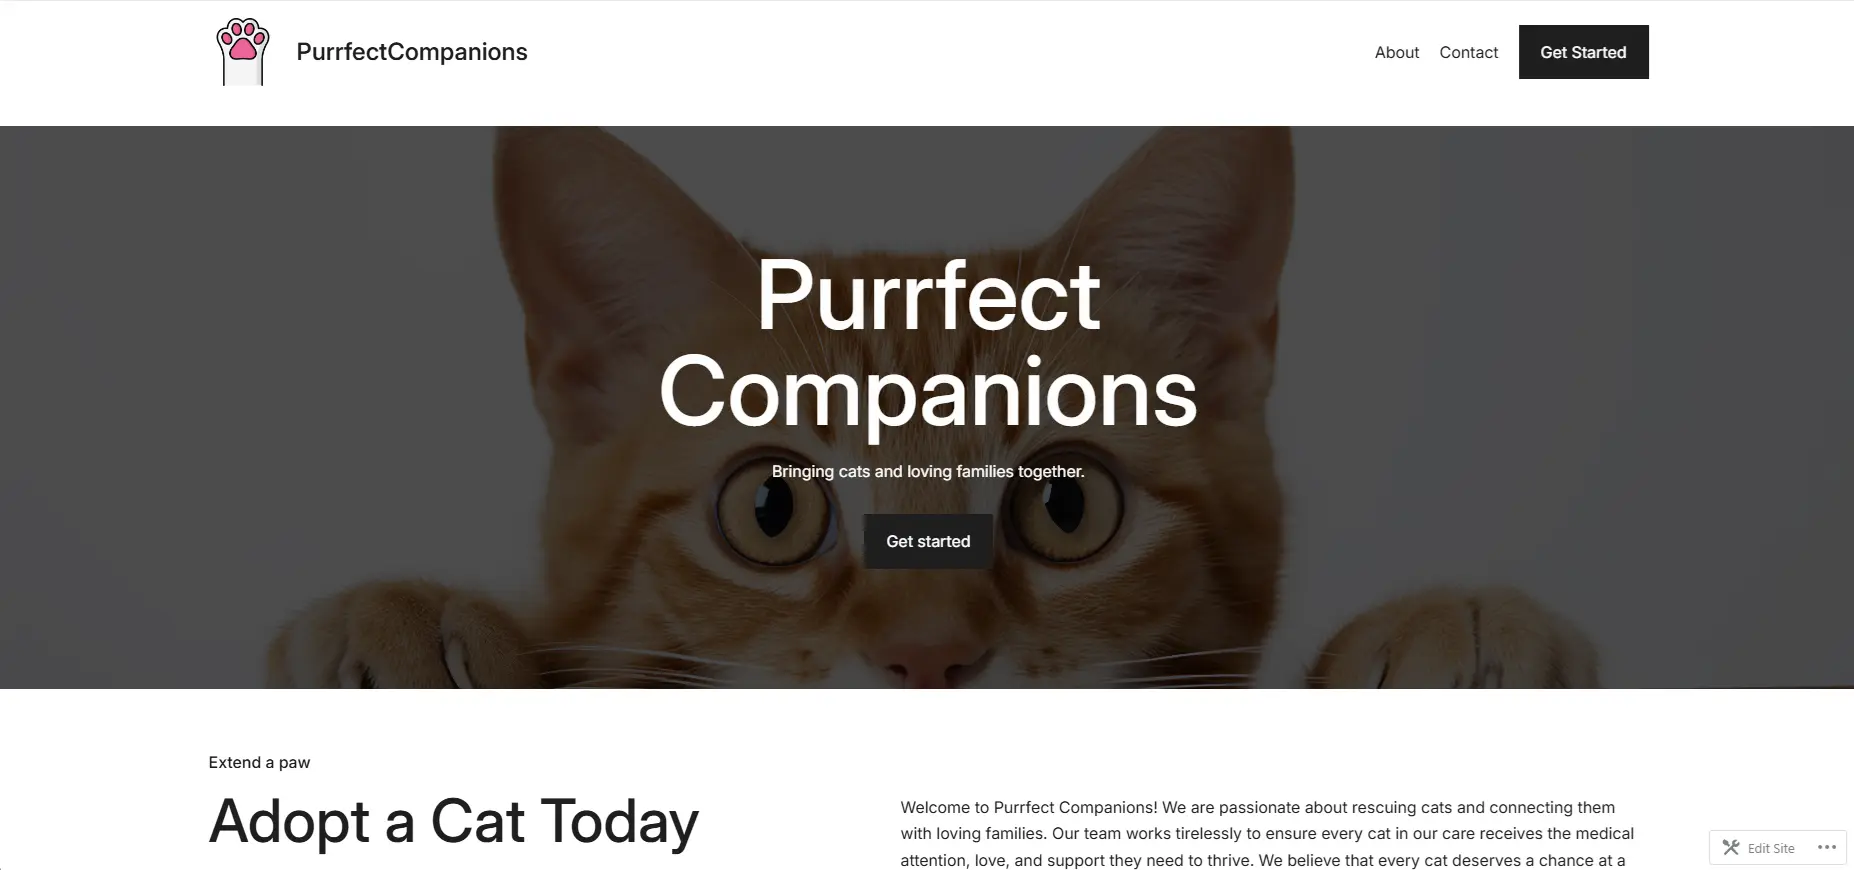 PurrfectCompanions
About
Contact
Get Started
Purrfect
Companions
Bringing cats and loving families together.
Get started
Extend a paw
Adopt a Cat Today
Welcome to Purrfect Companions! We are passionate about rescuing cats and connecting them
with loving families. Our team works tirelessly to ensure every cat in our care receives the medical
attention, love, and support they need to thrive. We believe that every cat deserves a chance at a
Edit Site